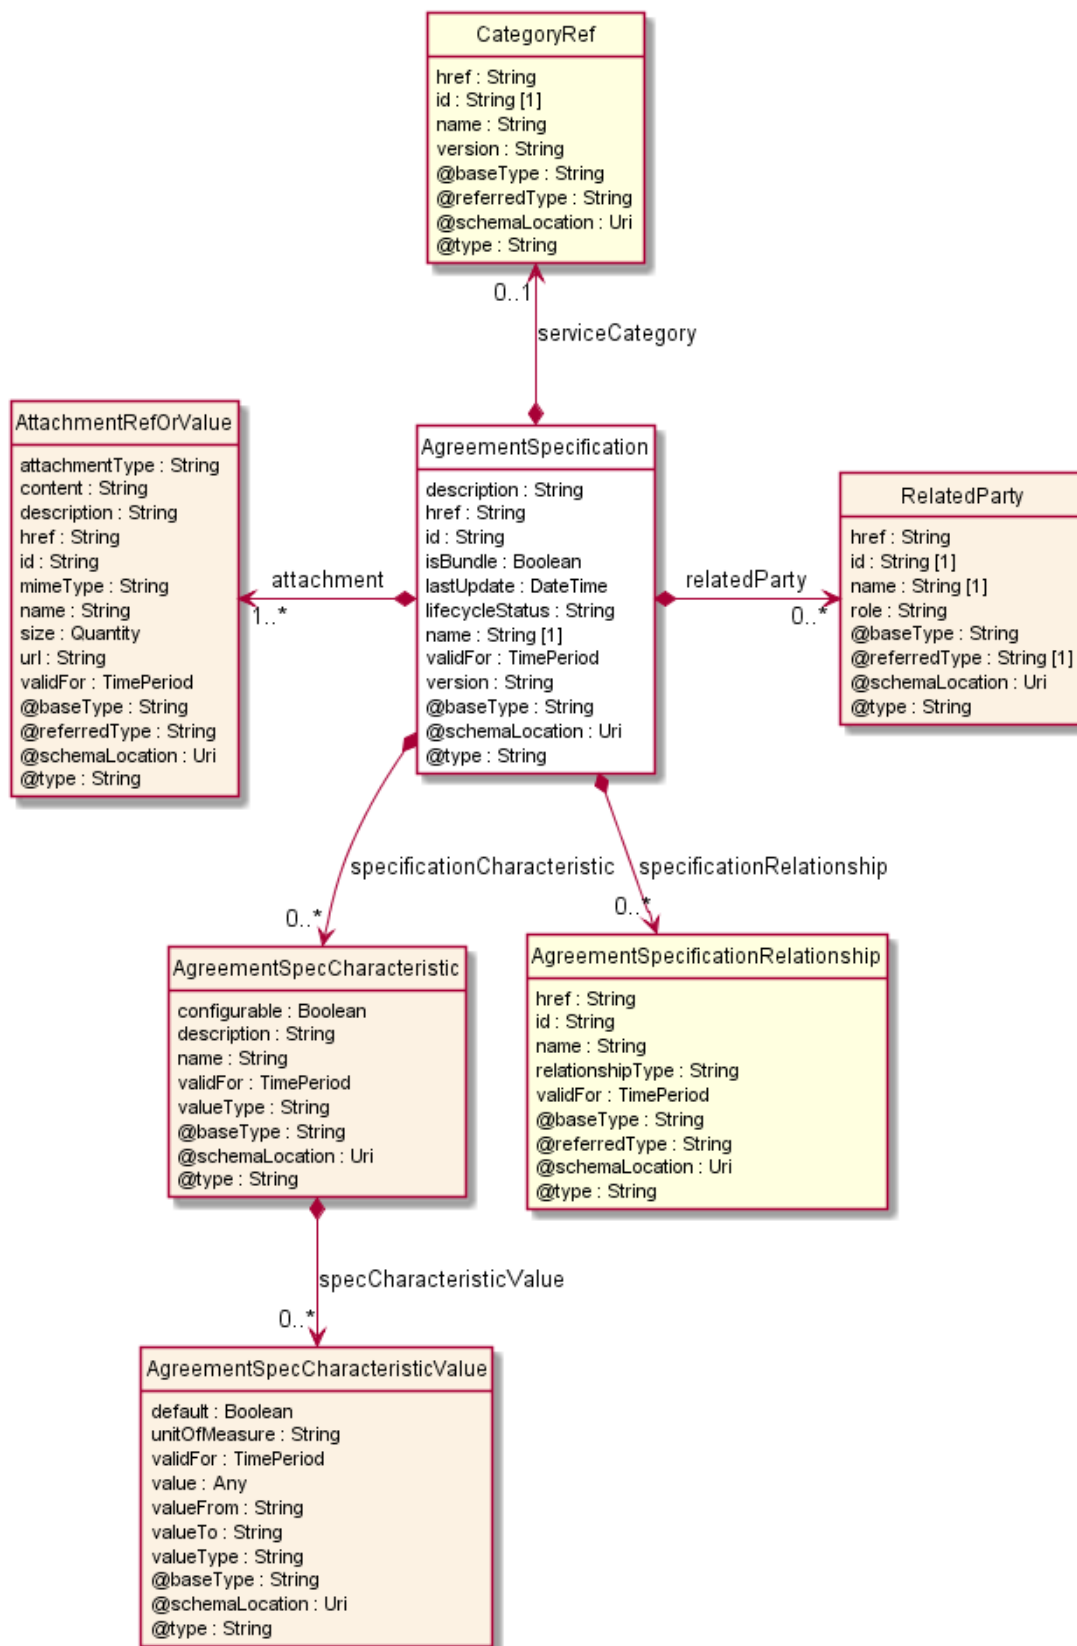 CategoryRef
href : String
id : String [1]
name : String
version : String
@baseType : String
@referredType : String
@schemaLocation : Uri
@type : String
0..1
serviceCategory
AttachmentRefOrValue
attachmentType : String
content : String
description : String
href : String
id : String
mimeType : String
name : String
size : Quantity
url : String
validFor : TimePeriod
@baseType : String
@referredType : String
@schemaLocation : Uri
@type : String
attachment
1..*
AgreementSpecification
description : String
href : String
id : String
isBundle : Boolean
lastUpdate : DateTime
lifecycleStatus : String
name : String [1]
validFor : TimePeriod
version : String
@baseType : String
@schemaLocation : Uri
@type : String
relatedParty
0..*
RelatedParty
href : String
id : String [1]
name : String [1]
role : String
@baseType : String
@referredType : String [1]
@schemaLocation : Uri
@type : String
specificationCharacteristic
0..*
specificationRelationship
0..*
AgreementSpecCharacteristic
configurable : Boolean
description : String
name : String
validFor : TimePeriod
valueType : String
@baseType : String
@schemaLocation : Uri
@type : String
AgreementSpecificationRelationship
href : String
id : String
name : String
relationshipType : String
validFor : TimePeriod
@baseType : String
@referredType : String
@schemaLocation : Uri
@type : String
specCharacteristicValue
0..*
AgreementSpecCharacteristicValue
default : Boolean
unitOfMeasure : String
validFor : TimePeriod
value : Any
valueFrom : String
valueTo : String
valueType : String
@baseType : String
@schemaLocation : Uri
@type : String